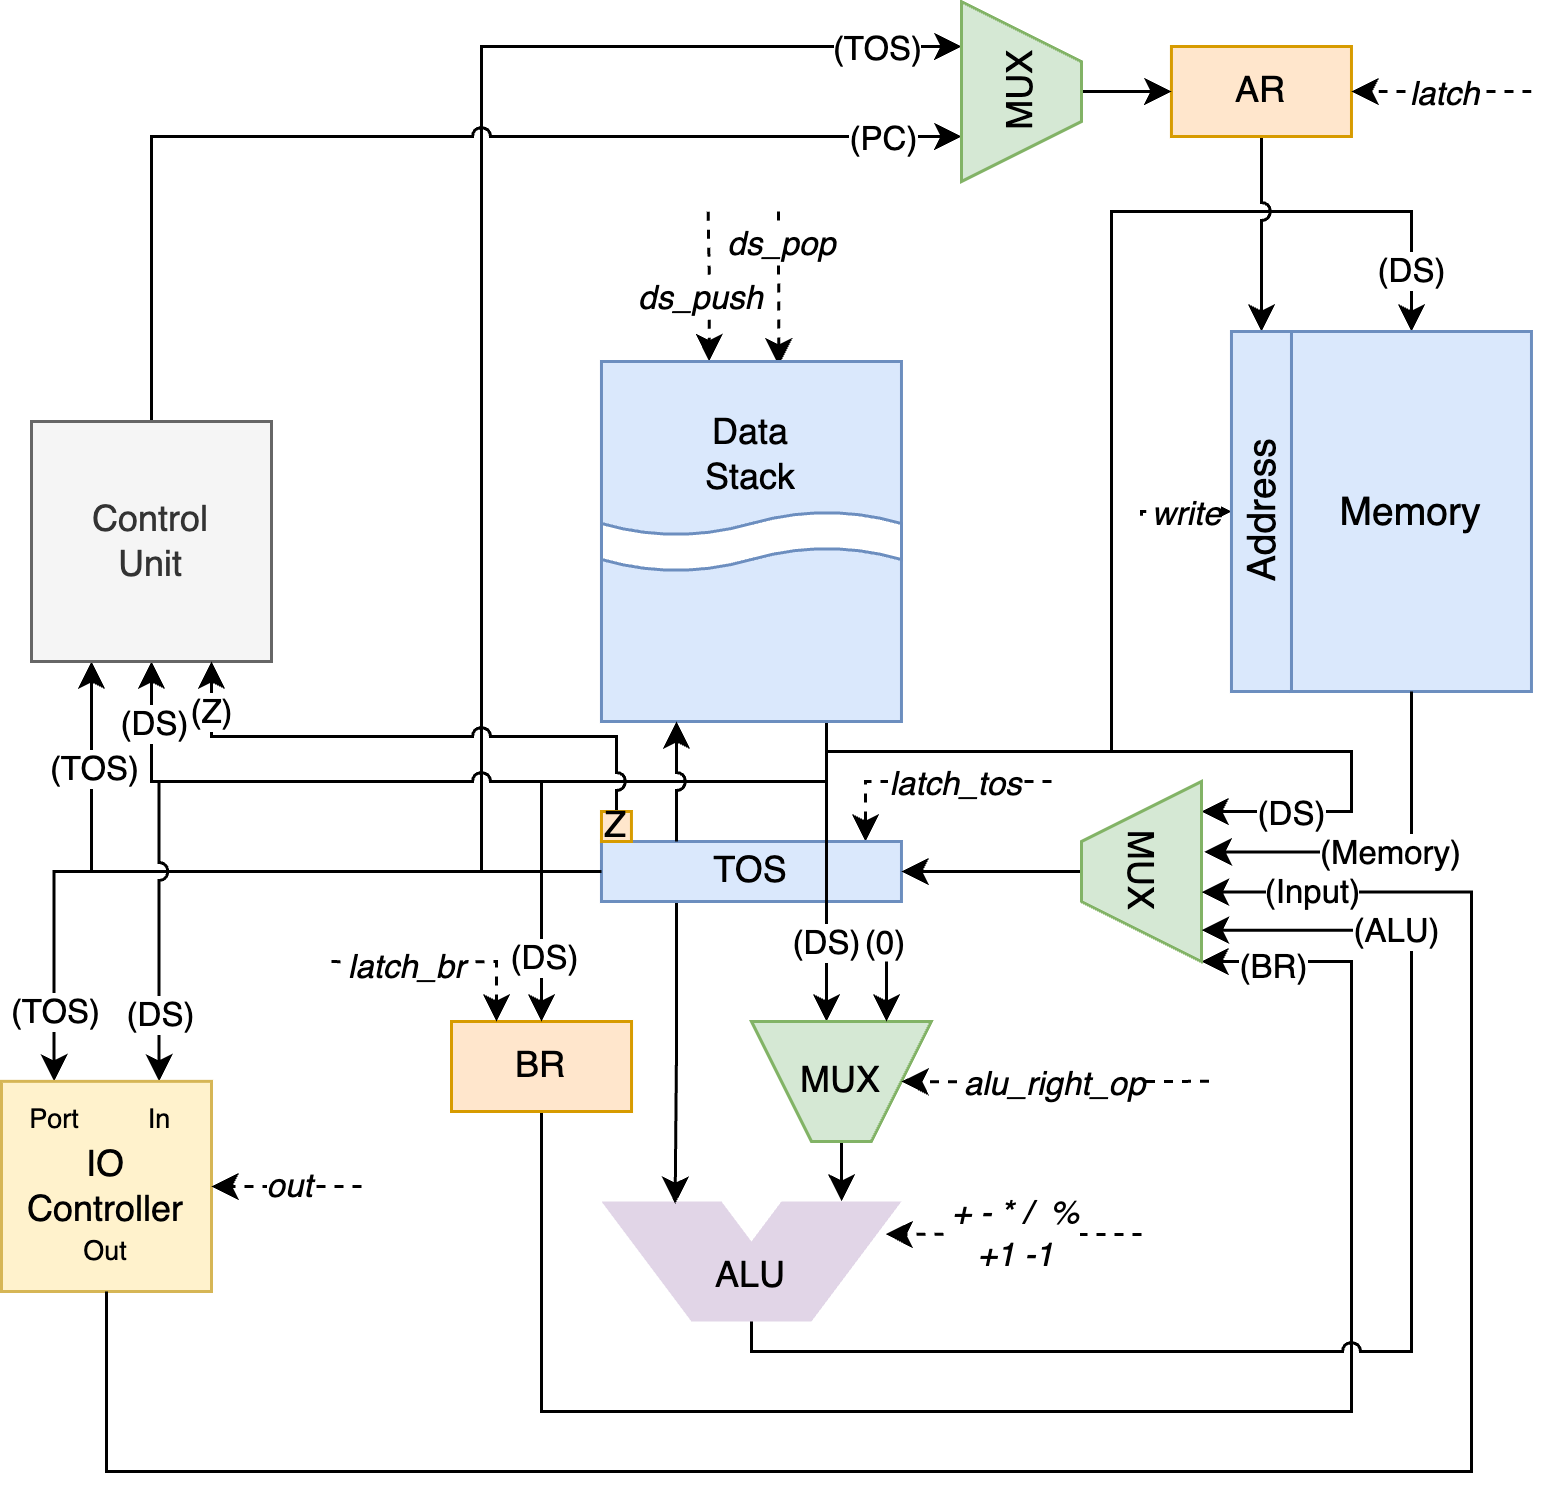 (TOS)
MUX
AR
latch
(PC)
ds_pop
(DS)
ds_push
Data
Stack
Control
Unit
write
Address
Memory
(DS)
(Z)
(TOS)
latch_tos
Z
TOS
MUX
(DS)
(Memory)
(Input)
(ALU)
(BR)
(DS)
(0)
latch_br
(DS)
(TOS)
(DS)
BR
MUX
alu_right_op
Port
In
IO
Controller
Out
out
+ - * / %
+1 -1
ALU